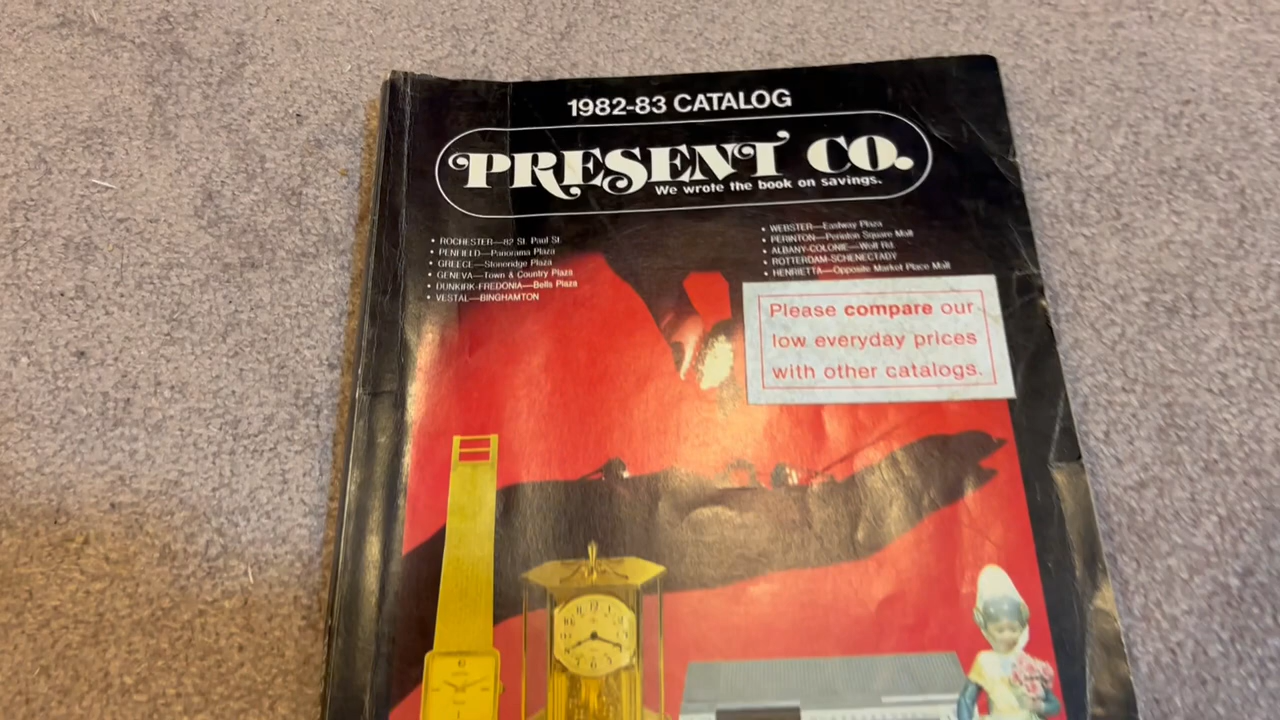 1982-83 CATALOG
PRESENT CO.
We wrote the book on savings.
• ROCHESTER—82 St. Paul St.
• PENFIELD—Panorama Plaza
• GREECE—Stoneridge Plaza
• GENEVA—Town & Country Plaza
• DUNKIRK-FREDONIA—Bells Plaza
• VESTAL—BINGHAMTON
• WEBSTER—Eastway Plaza
• PERINTON—Perinton Square Mall
• ALBANY-COLONIE—Wolf Rd.
• ROTTERDAM-SCHENECTADY
• HENRIETTA—Opposite Market Place Mall
Please compare our
low everyday prices
with other catalogs.